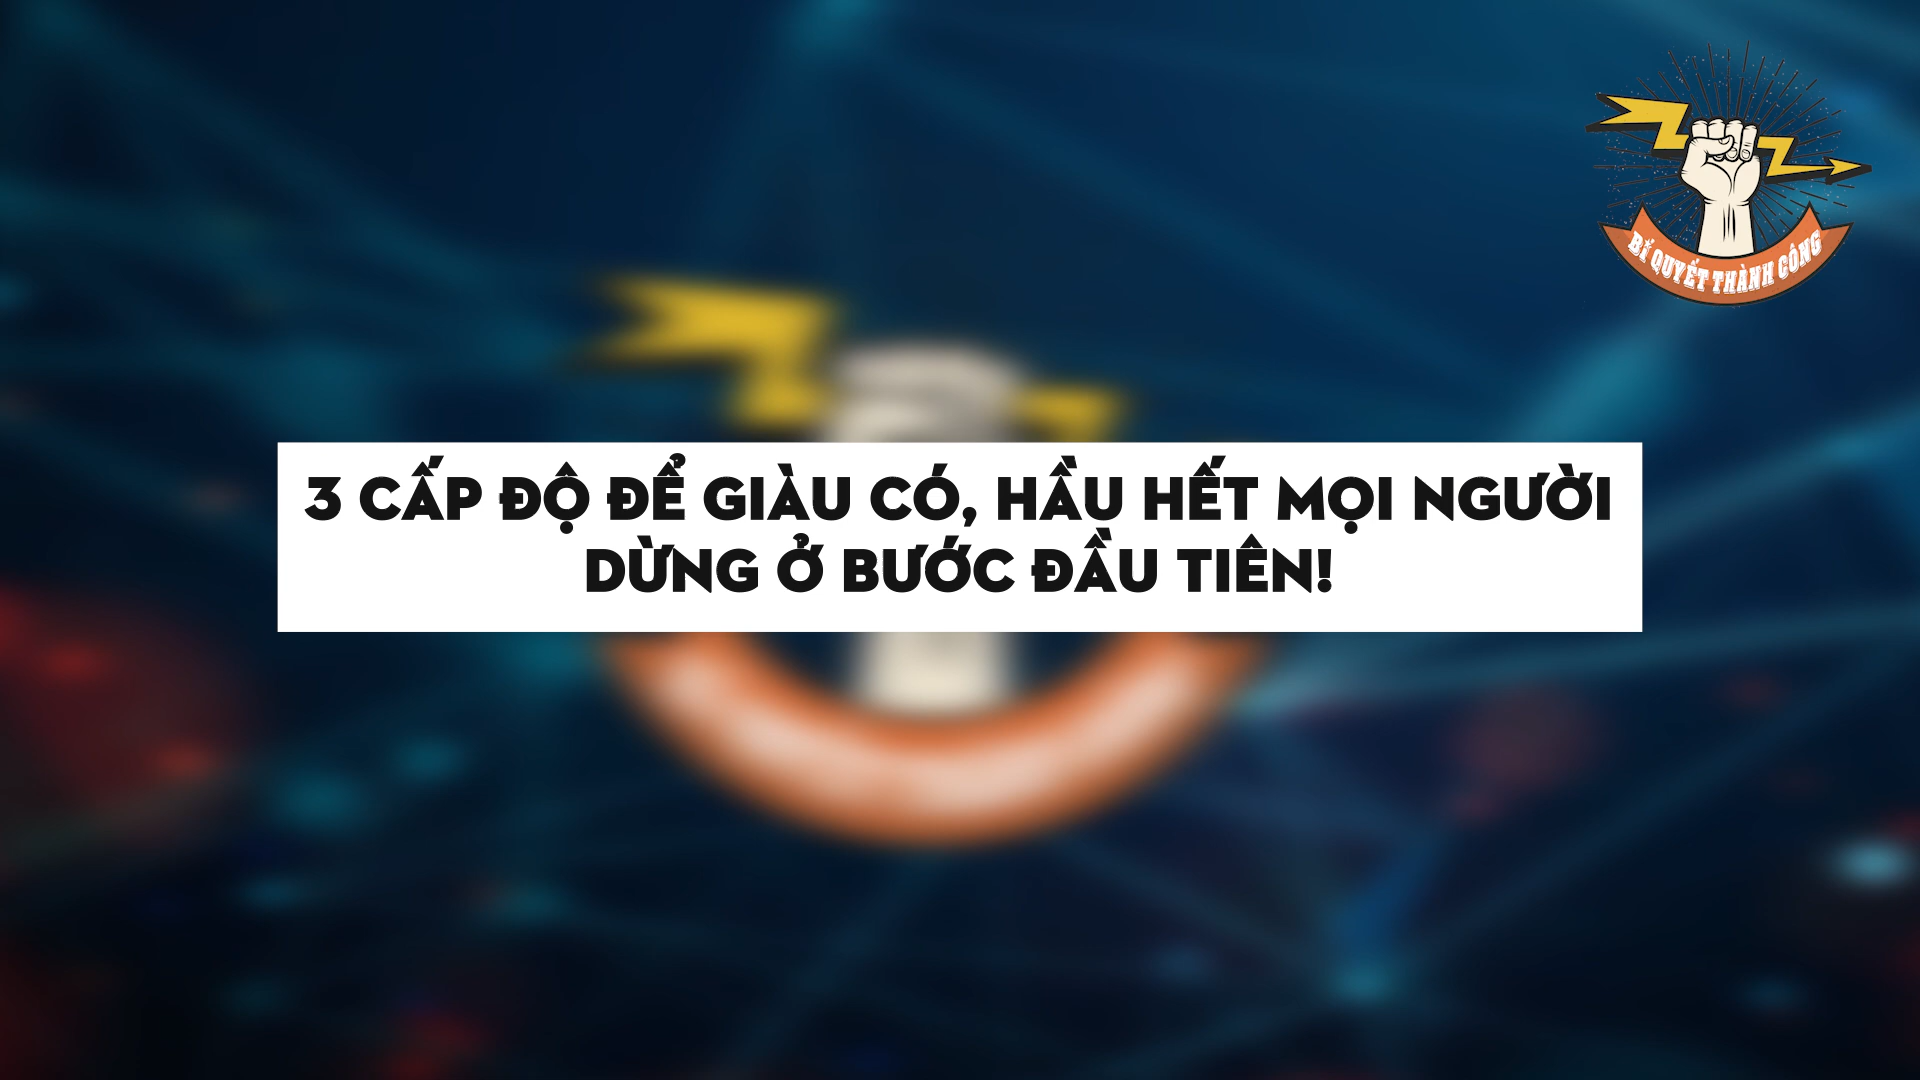 BÍ QUYẾT THÀNH CÔNG
3 CẤP ĐỘ ĐỂ GIÀU CÓ, HẦU HẾT MỌI NGƯỜI
DỪNG Ở BƯỚC ĐẦU TIÊN!